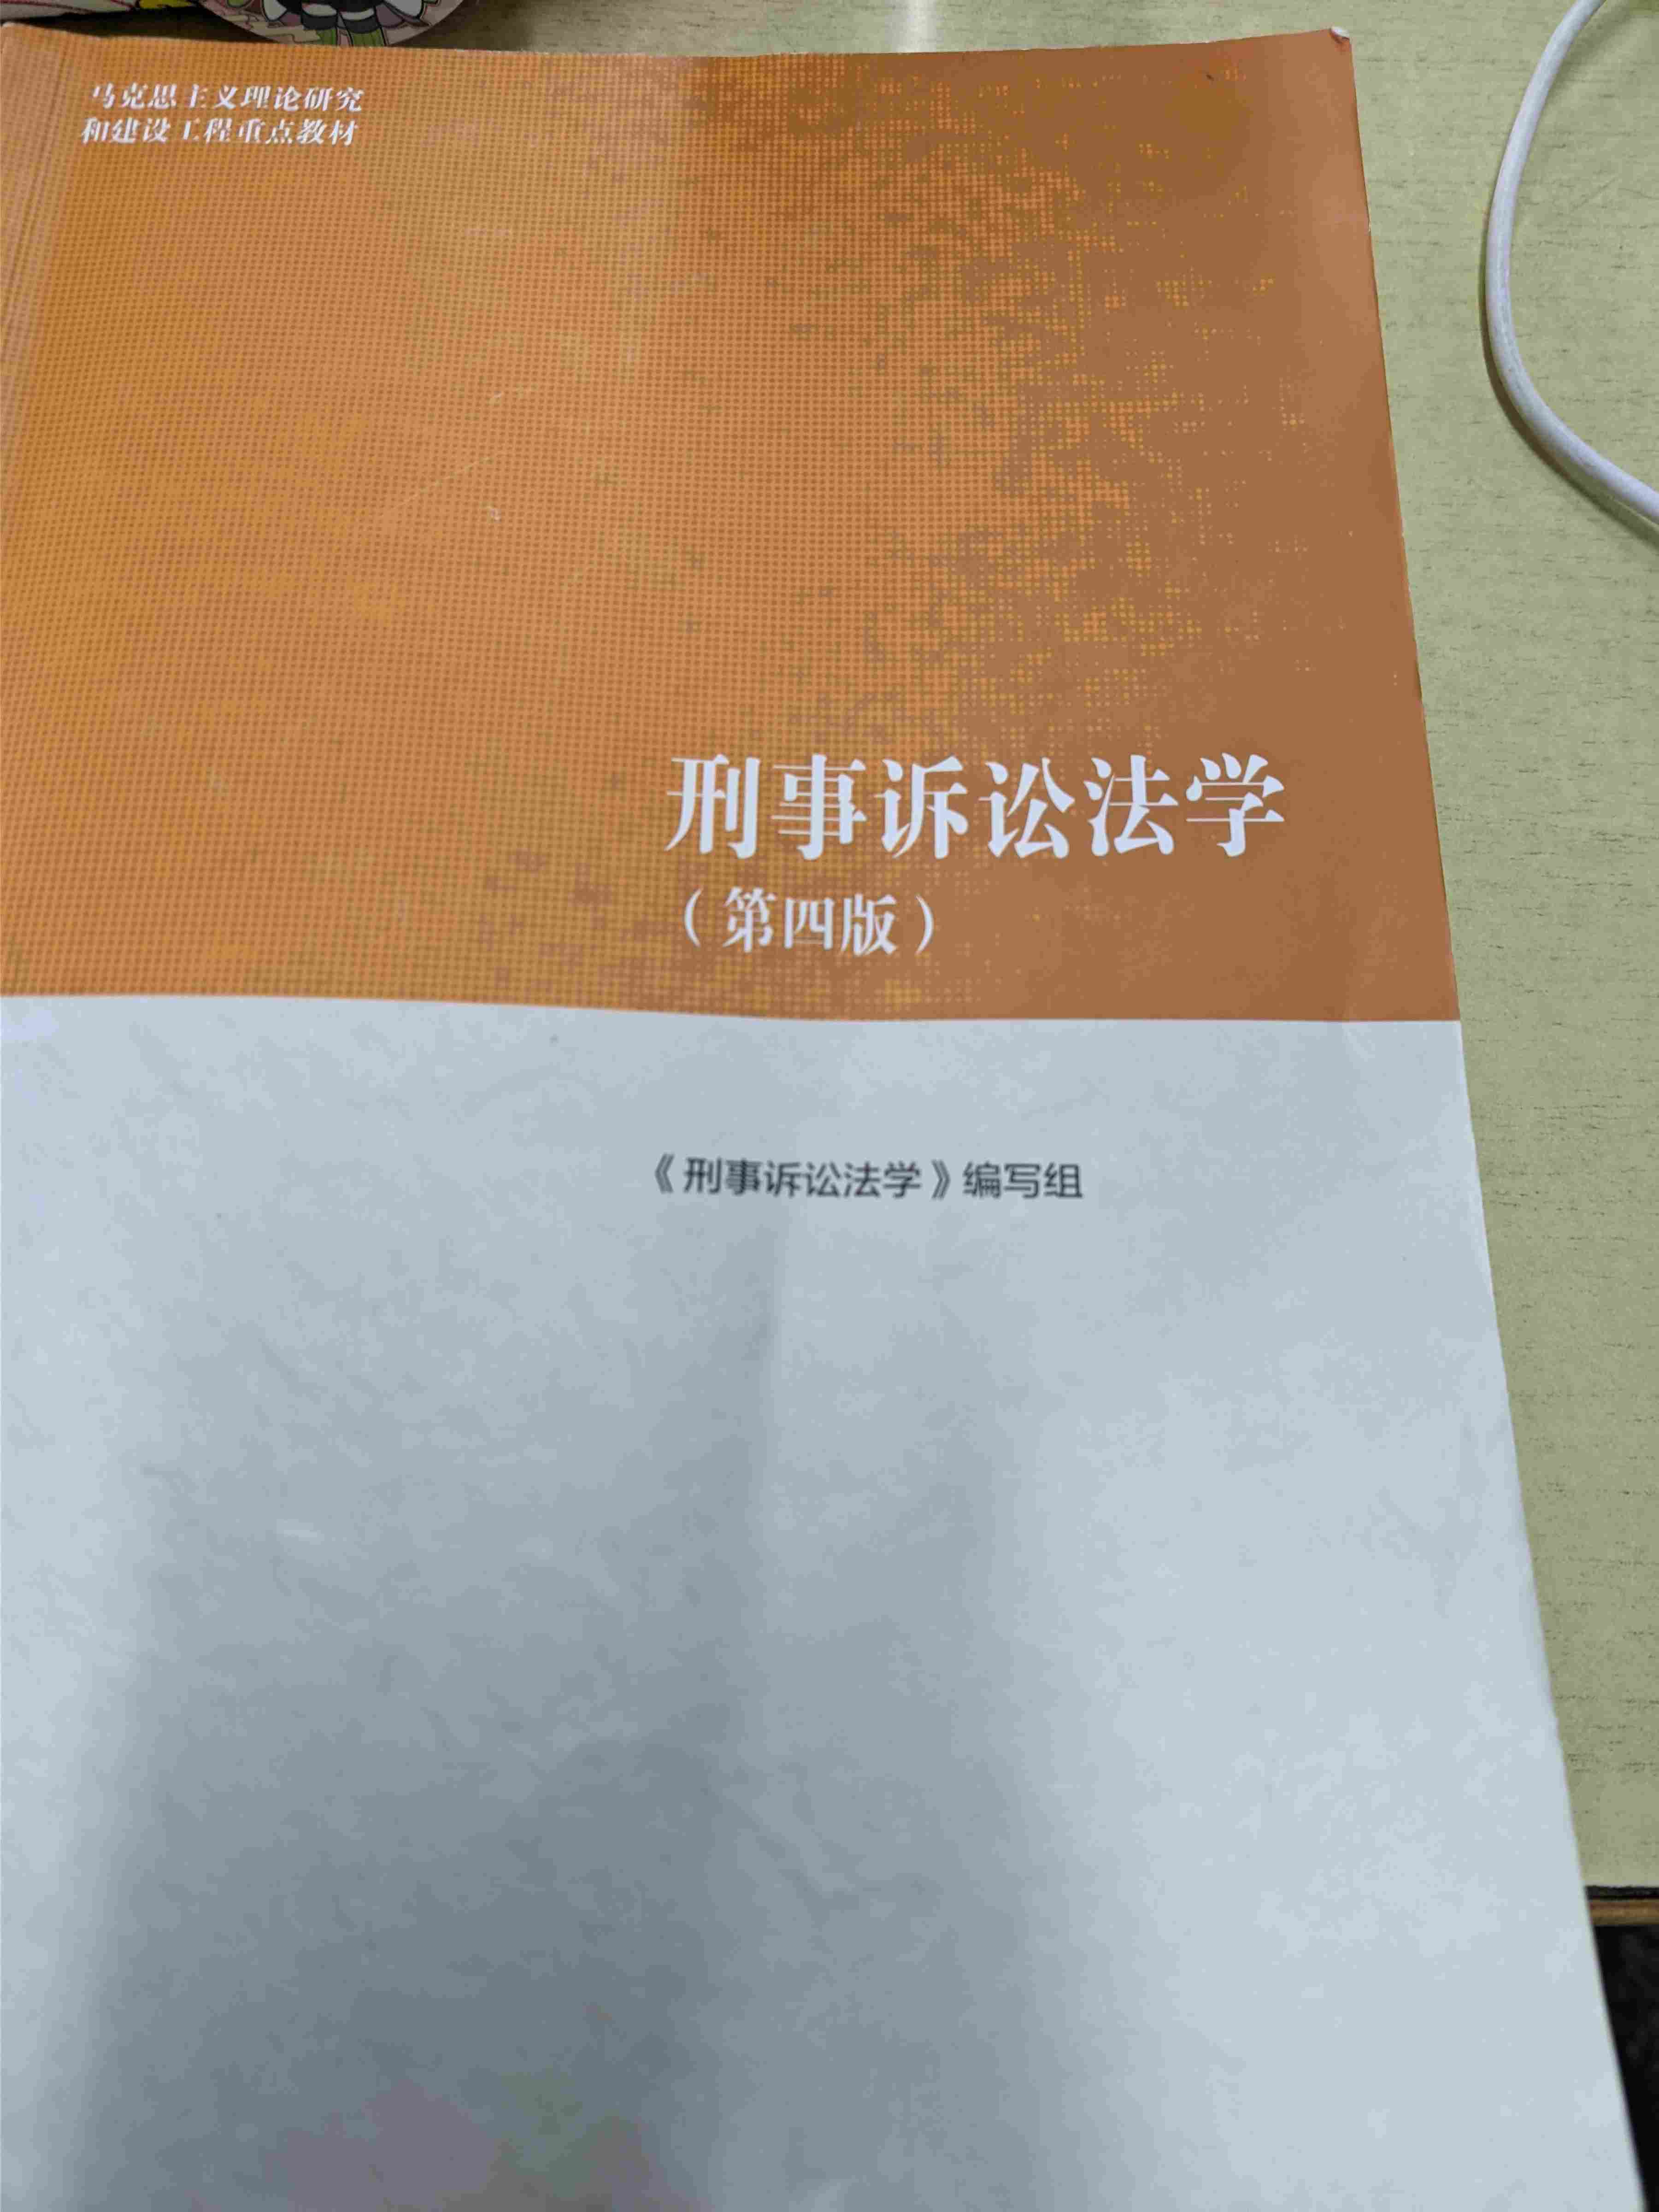 马克思主义理论研究
和建设工程重点教材
刑事诉讼法学
（第四版）
《刑事诉讼法学》编写组